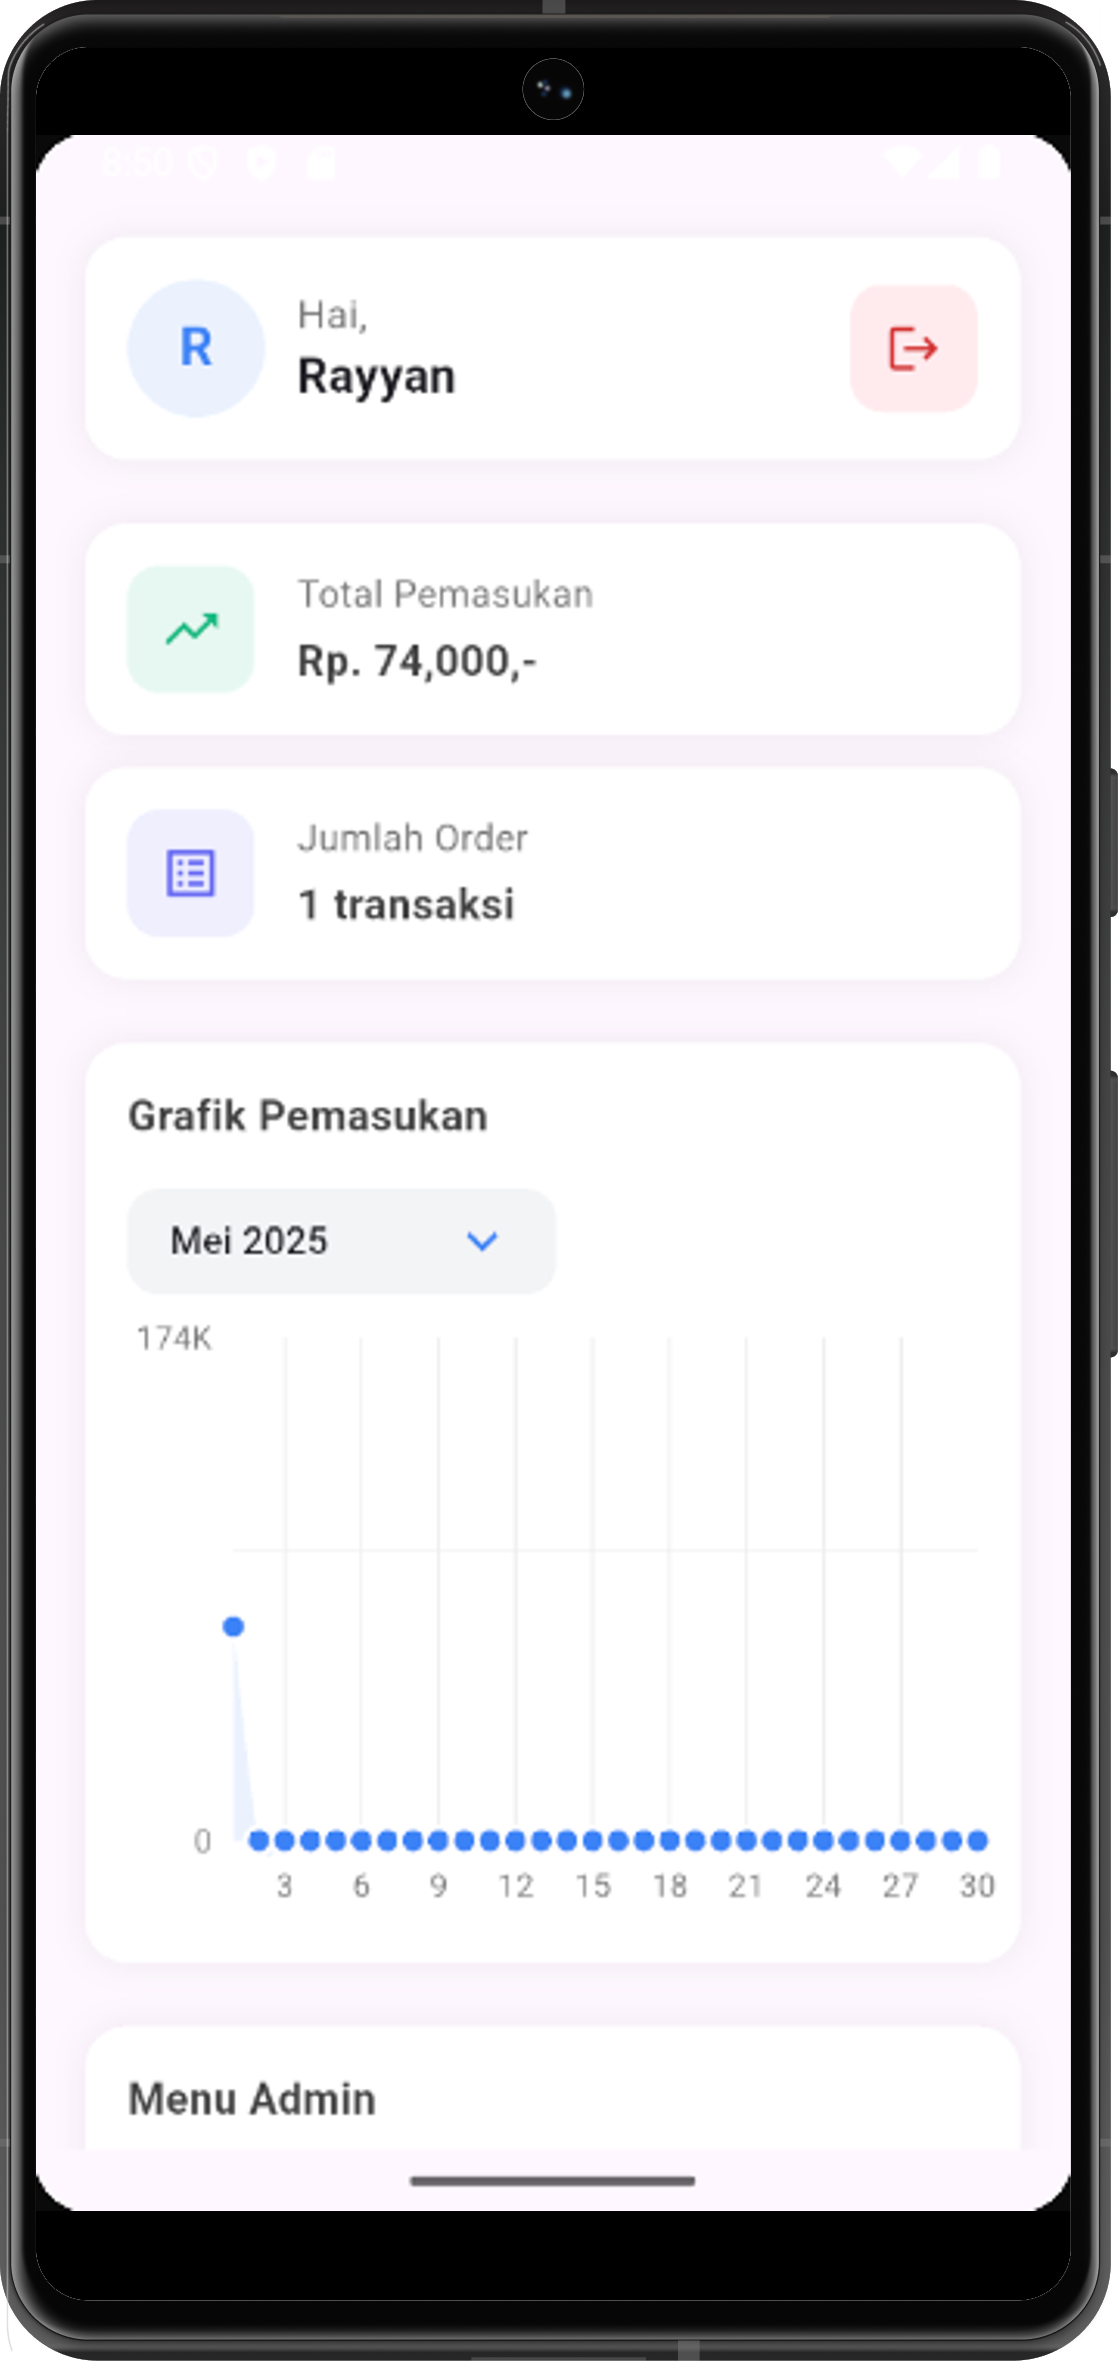 8:50
R
Hai,
Rayyan
Total Pemasukan
Rp. 74,000,-
Jumlah Order
1 transaksi
Grafik Pemasukan
Mei 2025
174K
0
3 6 9 12 15 18 21 24 27 30
Menu Admin